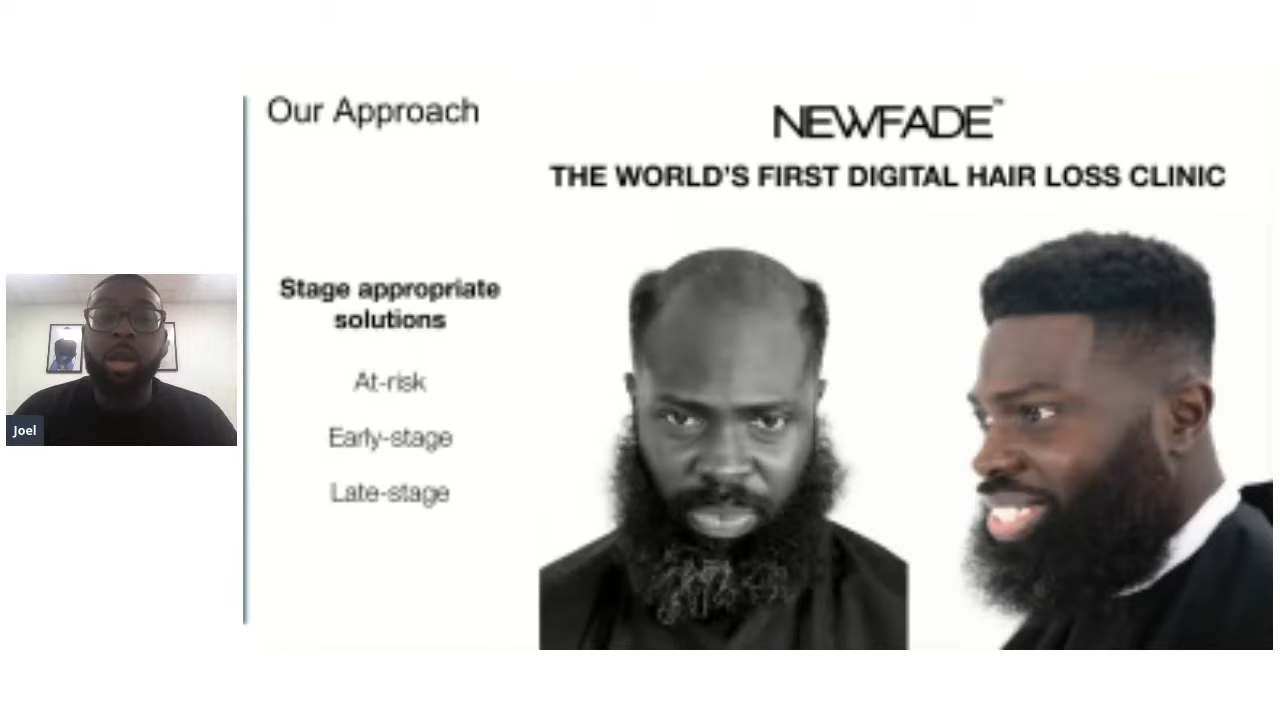 Our Approach
NEWFADE™
THE WORLD'S FIRST DIGITAL HAIR LOSS CLINIC
Stage appropriate
solutions
At-risk
Early-stage
Late-stage
Joel